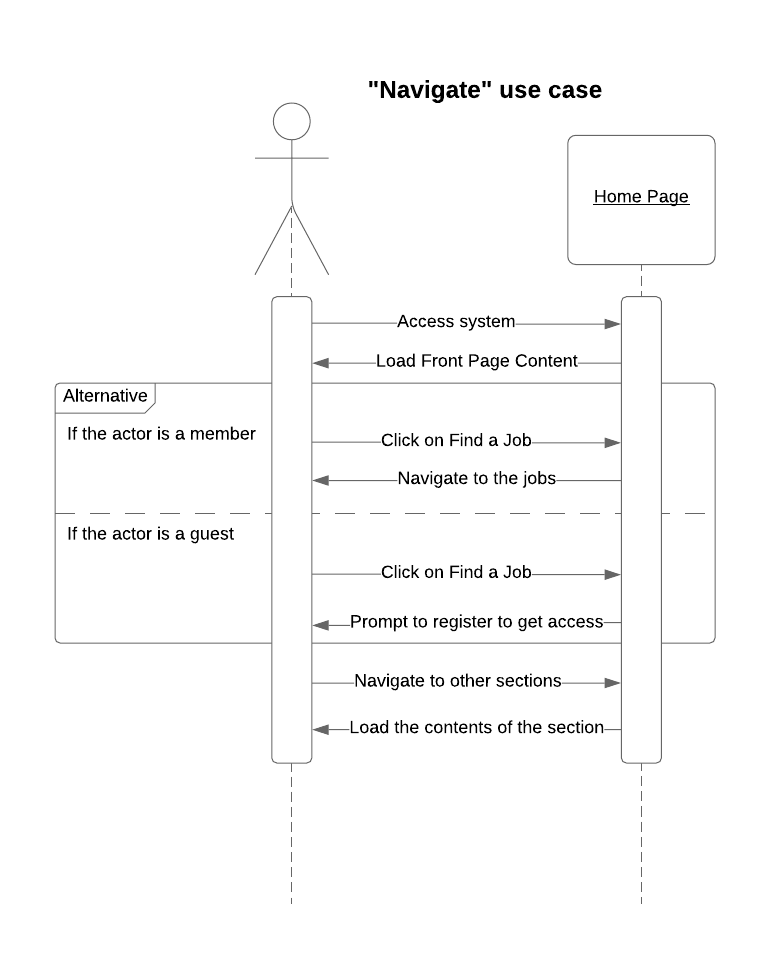 "Navigate" use case
Home Page
Access system
Load Front Page Content
Alternative
If the actor is a member
Click on Find a Job
Navigate to the jobs
If the actor is a guest
Click on Find a Job
Prompt to register to get access
Navigate to other sections
Load the contents of the section